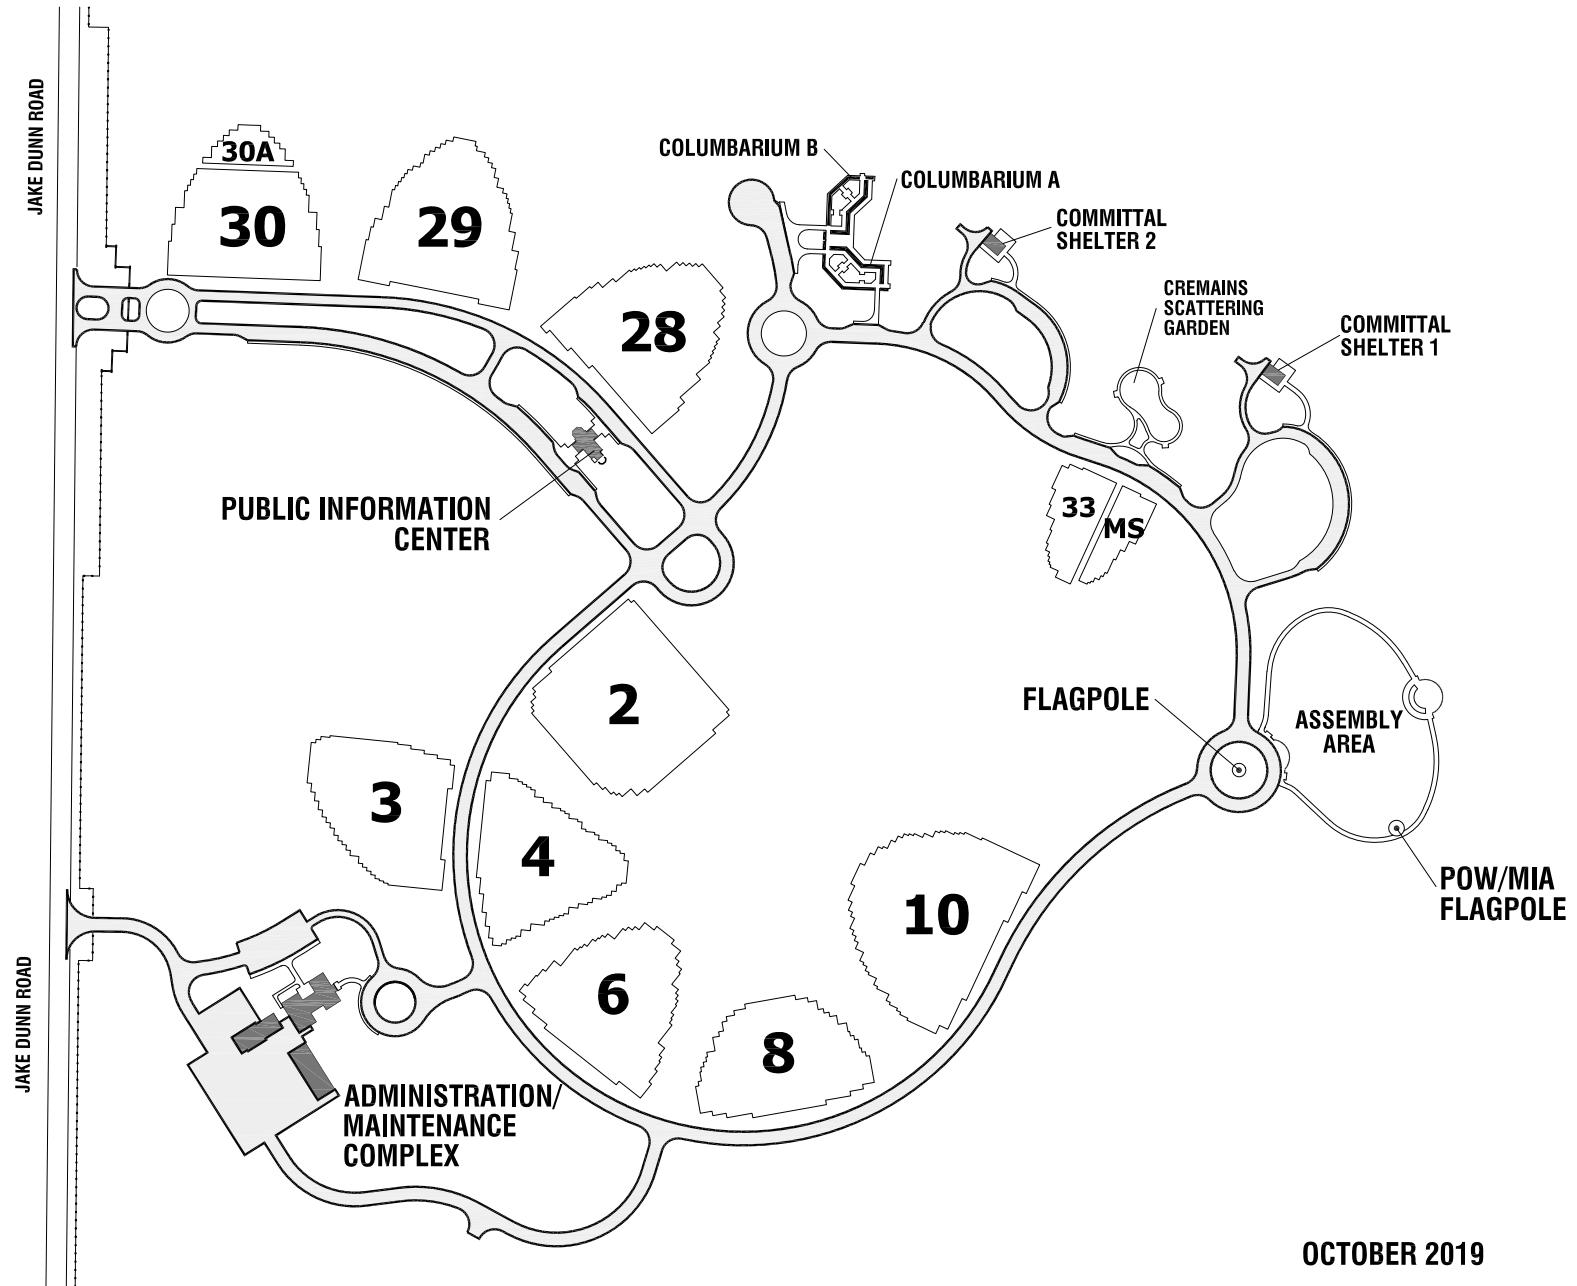 JAKE DUNN ROAD
30A
30
29
28
COLUMBARIUM B
COLUMBARIUM A
COMMITTAL
SHELTER 2
CREMAINS
SCATTERING
GARDEN
COMMITTAL
SHELTER 1
PUBLIC INFORMATION
CENTER
33
MS
2
FLAGPOLE
ASSEMBLY
AREA
3
4
10
POW/MIA
FLAGPOLE
6
8
JAKE DUNN ROAD
ADMINISTRATION/
MAINTENANCE
COMPLEX
OCTOBER 2019